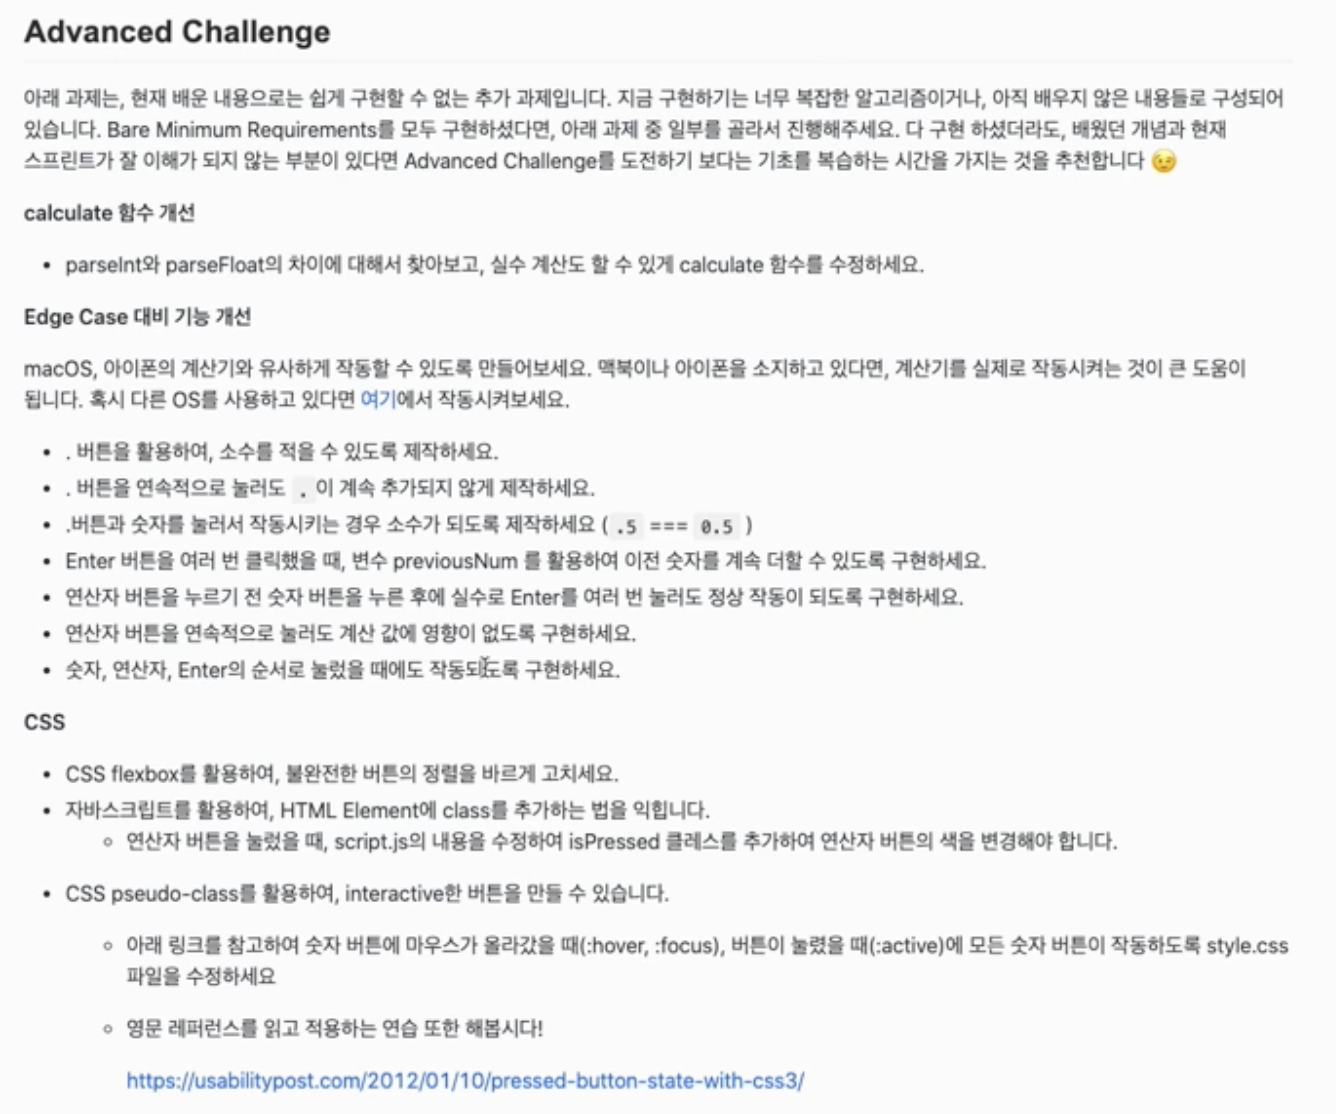 Advanced Challenge
아래 과제는, 현재 배운 내용으로는 쉽게 구현할 수 없는 추가 과제입니다. 지금 구현하기는 너무 복잡한 알고리즘이거나, 아직 배우지 않은 내용들로 구성되어
있습니다. Bare Minimum Requirements를 모두 구현하셨다면, 아래 과제 중 일부를 골라서 진행해주세요. 다 구현 하셨더라도, 배웠던 개념과 현재
스프린트가 잘 이해가 되지 않는 부분이 있다면 Advanced Challenge를 도전하기 보다는 기초를 복습하는 시간을 가지는 것을 추천합니다 😉
calculate 함수 개선
• parseInt와 parseFloat의 차이에 대해서 찾아보고, 실수 계산도 할 수 있게 calculate 함수를 수정하세요.
Edge Case 대비 기능 개선
macOS, 아이폰의 계산기와 유사하게 작동할 수 있도록 만들어보세요. 맥북이나 아이폰을 소지하고 있다면, 계산기를 실제로 작동시켜는 것이 큰 도움이
됩니다. 혹시 다른 OS를 사용하고 있다면 여기에서 작동시켜보세요.
• . 버튼을 활용하여, 소수를 적을 수 있도록 제작하세요.
• . 버튼을 연속적으로 눌러도 . 이 계속 추가되지 않게 제작하세요.
• .버튼과 숫자를 눌러서 작동시키는 경우 소수가 되도록 제작하세요 ( .5 === 0.5 )
• Enter 버튼을 여러 번 클릭했을 때, 변수 previousNum 를 활용하여 이전 숫자를 계속 더할 수 있도록 구현하세요.
• 연산자 버튼을 누르기 전 숫자 버튼을 누른 후에 실수로 Enter를 여러 번 눌러도 정상 작동이 되도록 구현하세요.
• 연산자 버튼을 연속적으로 눌러도 계산 값에 영향이 없도록 구현하세요.
• 숫자, 연산자, Enter의 순서로 눌렀을 때에도 작동되도록 구현하세요.
CSS
• CSS flexbox를 활용하여, 불완전한 버튼의 정렬을 바르게 고치세요.
• 자바스크립트를 활용하여, HTML Element에 class를 추가하는 법을 익힙니다.
◦ 연산자 버튼을 눌렀을 때, script.js의 내용을 수정하여 isPressed 클레스를 추가하여 연산자 버튼의 색을 변경해야 합니다.
• CSS pseudo-class를 활용하여, interactive한 버튼을 만들 수 있습니다.
◦ 아래 링크를 참고하여 숫자 버튼에 마우스가 올라갔을 때(:hover, :focus), 버튼이 눌렸을 때(:active)에 모든 숫자 버튼이 작동하도록 style.css
파일을 수정하세요
◦ 영문 레퍼런스를 읽고 적용하는 연습 또한 해봅시다!
https://usabilitypost.com/2012/01/10/pressed-button-state-with-css3/